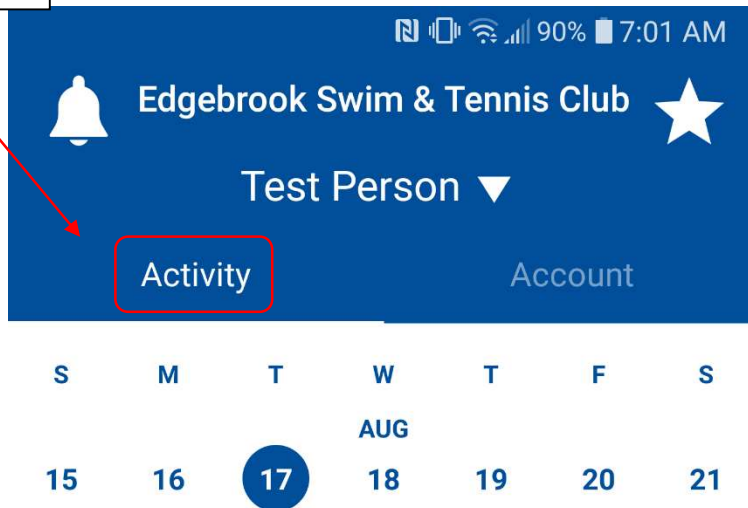 90% 7:01 AM
Edgebrook Swim & Tennis Club
Test Person
Activity Account
S M T W T F S
AUG
15 16 17 18 19 20 21